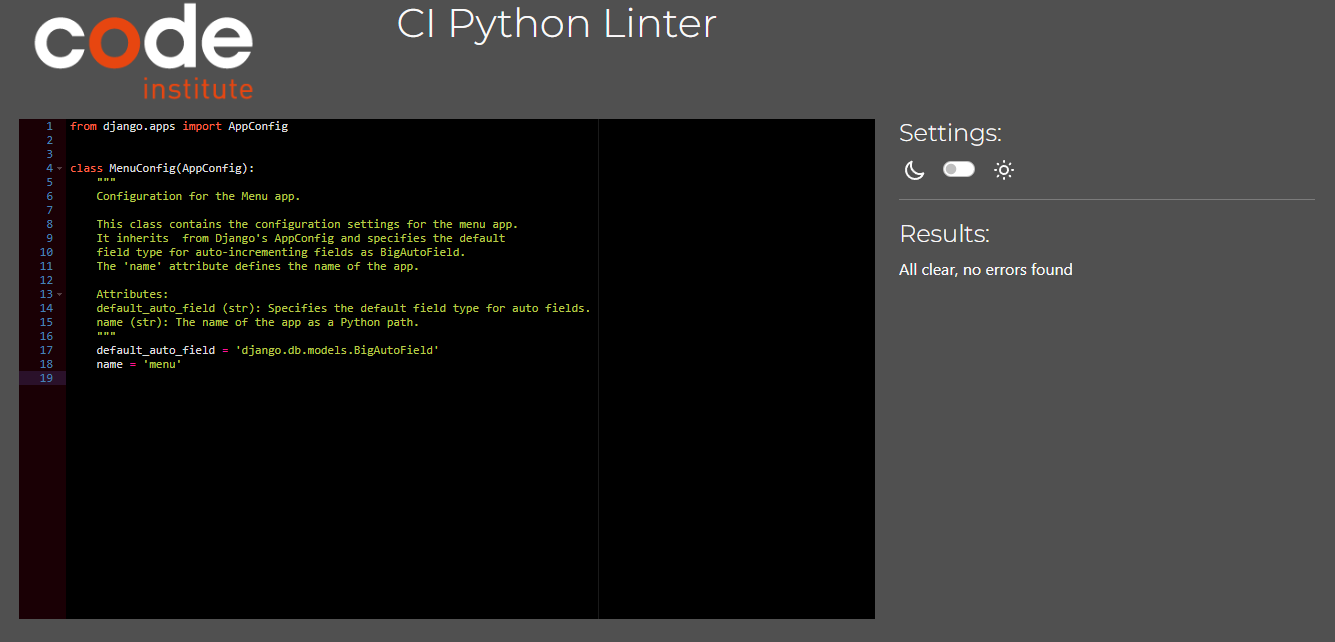 code
institute
CI Python Linter
1 from django.apps import AppConfig
2
3
4 class MenuConfig(AppConfig):
5     """
6     Configuration for the Menu app.
7
8     This class contains the configuration settings for the menu app.
9     It inherits  from Django's AppConfig and specifies the default
10     field type for auto-incrementing fields as BigAutoField.
11     The 'name' attribute defines the name of the app.
12
13     Attributes:
14     default_auto_field (str): Specifies the default field type for auto fields.
15     name (str): The name of the app as a Python path.
16     """
17     default_auto_field = 'django.db.models.BigAutoField'
18     name = 'menu'
19
Settings:
Results:
All clear, no errors found